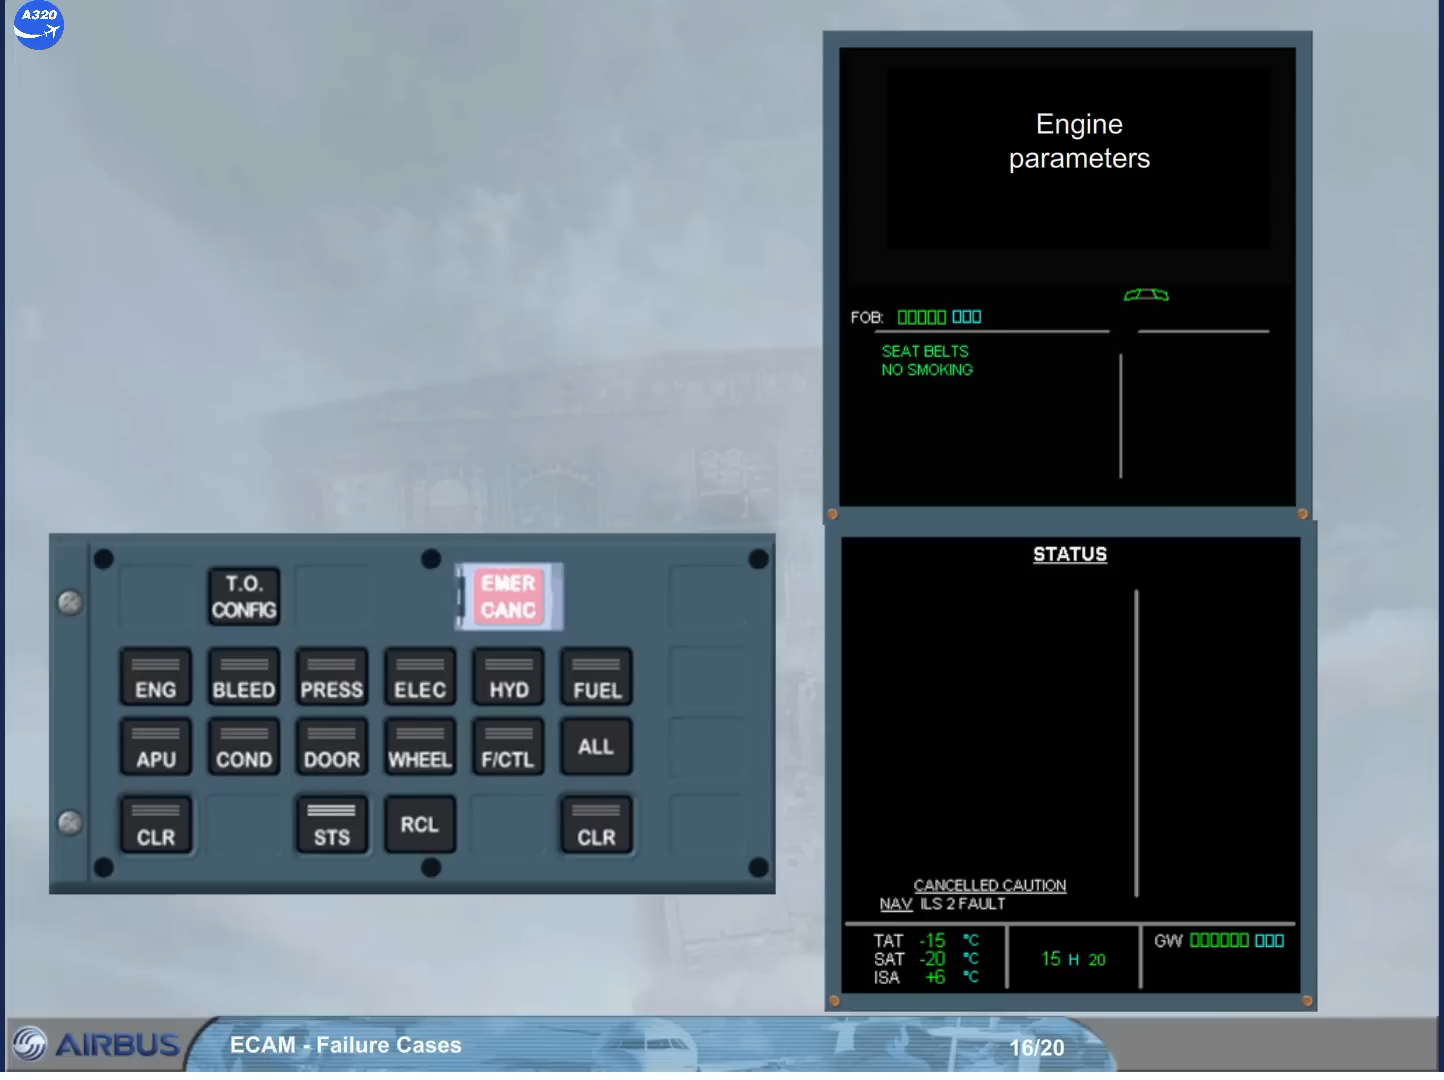 A320
Engine
parameters
FOB:
SEAT BELTS
NO SMOKING
T.O.
CONFIG
EMER
CANC
ENG BLEED PRESS ELEC HYD FUEL
APU COND DOOR WHEEL F/CTL ALL
CLR STS RCL CLR
STATUS
CANCELLED CAUTION
NAV ILS 2 FAULT
TAT -15 °C
SAT -20 °C
ISA +6 °C
15 H 20
GW
AIRBUS
ECAM - Failure Cases
16/20